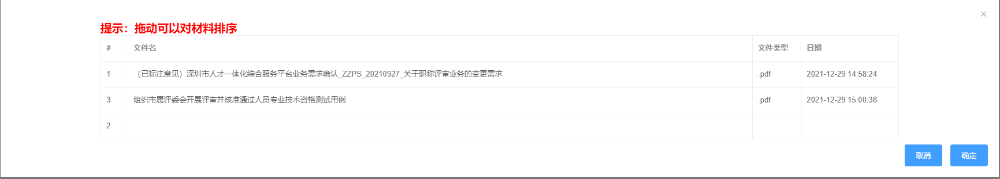 提示：拖动可以对材料排序
# 文件名 文件类型 日期
1 （已标注意见）深圳市人才一体化综合服务平台业务需求确认_ZZPS_20210927_关于职称评审业务的变更需求 .pdf 2021-12-29 14:58:24
3 组织市属评委会开展评审并核准通过人员专业技术资格测试用例 .pdf 2021-12-29 15:00:38
2
取消 确定